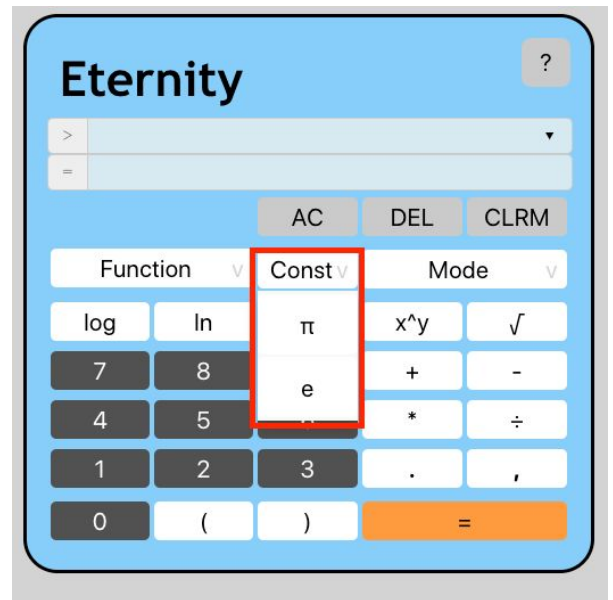 ?
Eternity
> ▼
=
AC DEL CLRM
Function v Const v Mode v
log ln π x^y √
7 8 + -
e
4 5 * ÷
1 2 3 . ,
0 ( ) =